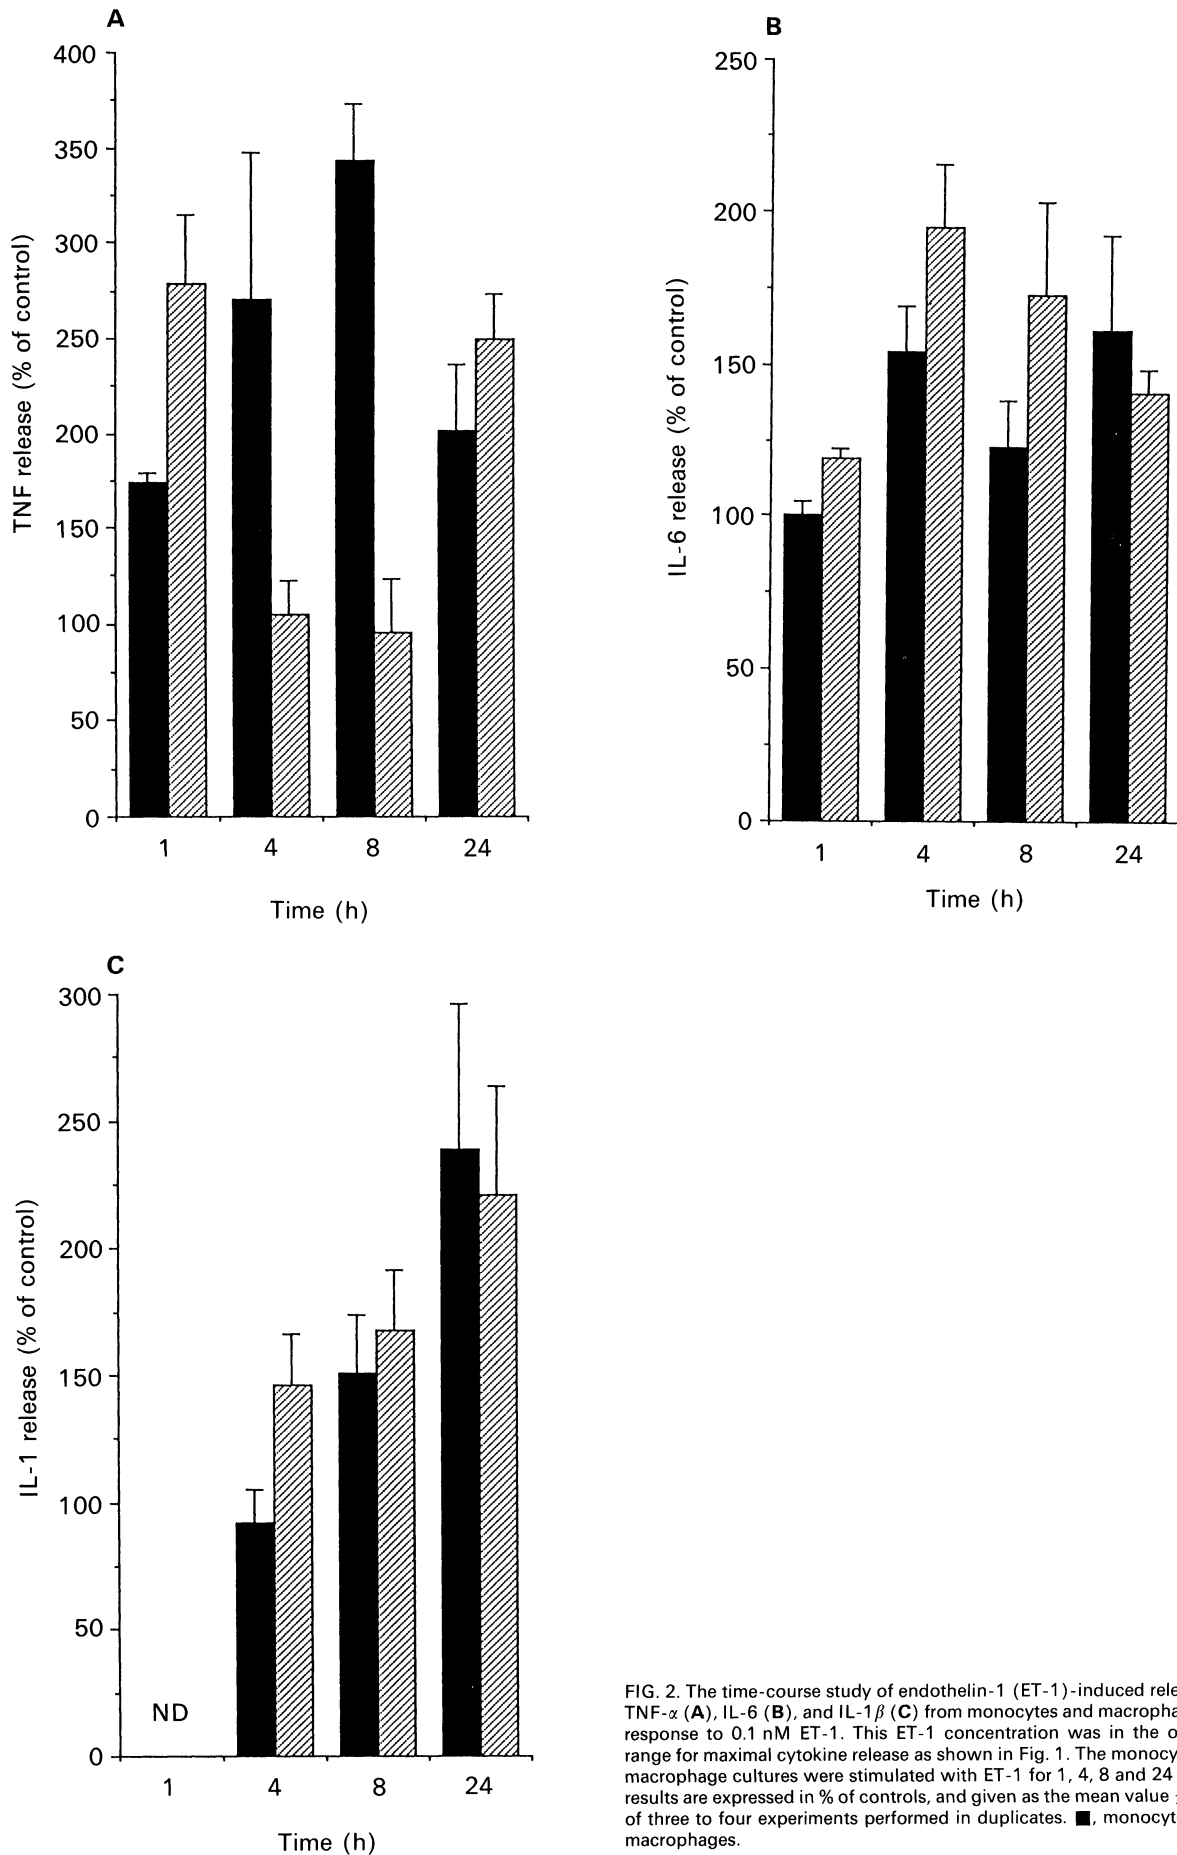 A
400
350
300
250
200
150
100
50
0
TNF release (% of control)
1 4 8 24
Time (h)
B
250
200
150
100
50
0
IL-6 release (% of control)
1 4 8 24
Time (h)
C
300
250
200
150
100
50
0
IL-1 release (% of control)
ND
1 4 8 24
Time (h)
FIG. 2. The time-course study of endothelin-1 (ET-1)-induced
TNF-α (A), IL-6 (B), and IL-1β (C) from monocytes and
response to 0.1 nM ET-1. This ET-1 concentration was in the
range for maximal cytokine release as shown in Fig. 1. The
macrophage cultures were stimulated with ET-1 for 1, 4, 8 and 24
results are expressed in % of controls, and given as the mean value
of three to four experiments performed in duplicates. ■,
macrophages.